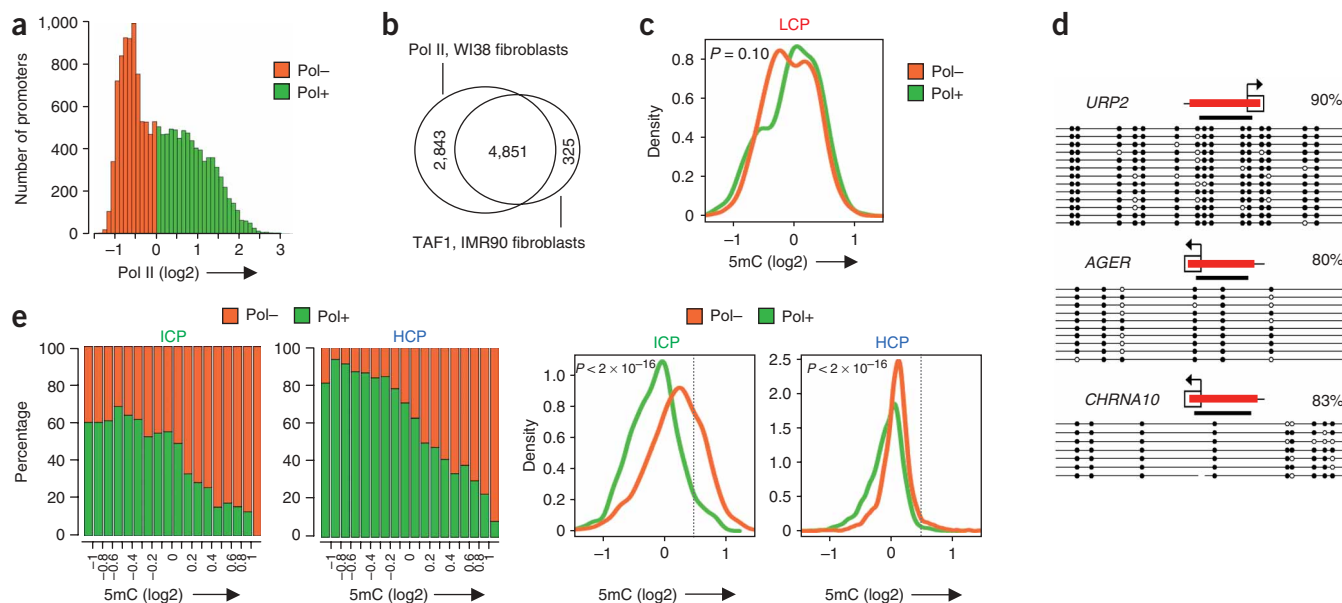 a
Number of promoters
1,000
800
600
400
200
0
−1 0 1 2 3
Pol II (log2)
Pol−
Pol+
b
Pol II, WI38 fibroblasts
2,843
4,851
325
TAF1, IMR90 fibroblasts
c
LCP
P = 0.10
Density
0.8
0.6
0.4
0.2
0
−1 0 1
5mC (log2)
Pol−
Pol+
d
URP2 90%
AGER 80%
CHRNA10 83%
e
Pol− Pol+
ICP
Percentage
100
80
60
40
20
0
−1 −0.8 −0.6 −0.4 −0.2 0 0.2 0.4 0.6 0.8 1
5mC (log2)
HCP
100
80
60
40
20
0
−1 −0.8 −0.6 −0.4 −0.2 0 0.2 0.4 0.6 0.8 1
5mC (log2)
Pol− Pol+
ICP
P < 2 × 10−16
Density
1.0
0.8
0.6
0.4
0.2
0
−1 0 1
5mC (log2)
HCP
P < 2 × 10−16
2.5
2.0
1.5
1.0
0.5
0
−1 0 1
5mC (log2)